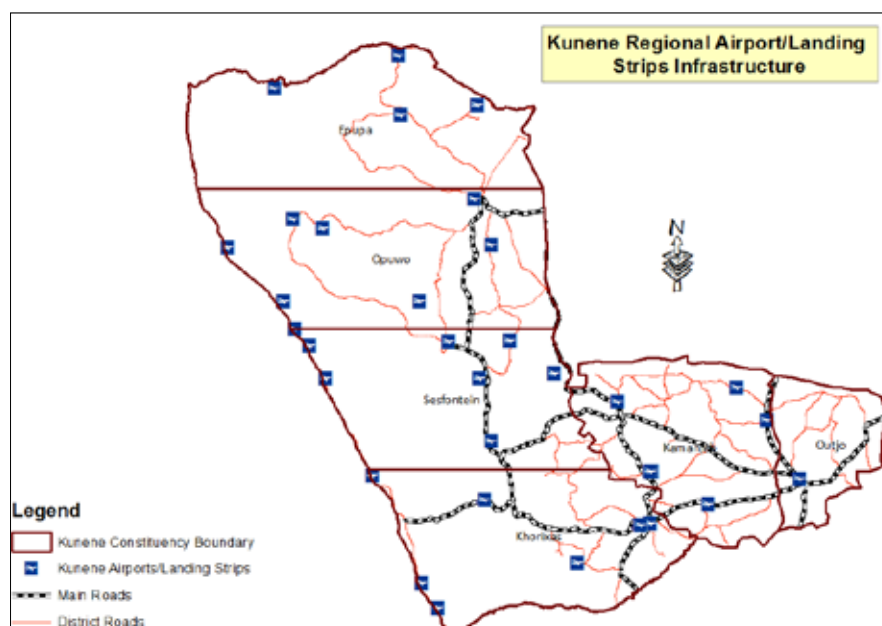 Kunene Regional Airport/Landing
Strips Infrastructure
Epupa
N
Opuwo
Sesfontein
Outjo
Khorixas
Legend
Kunene Constituency Boundary
Kunene Airports/Landing Strips
Main Roads
District Roads